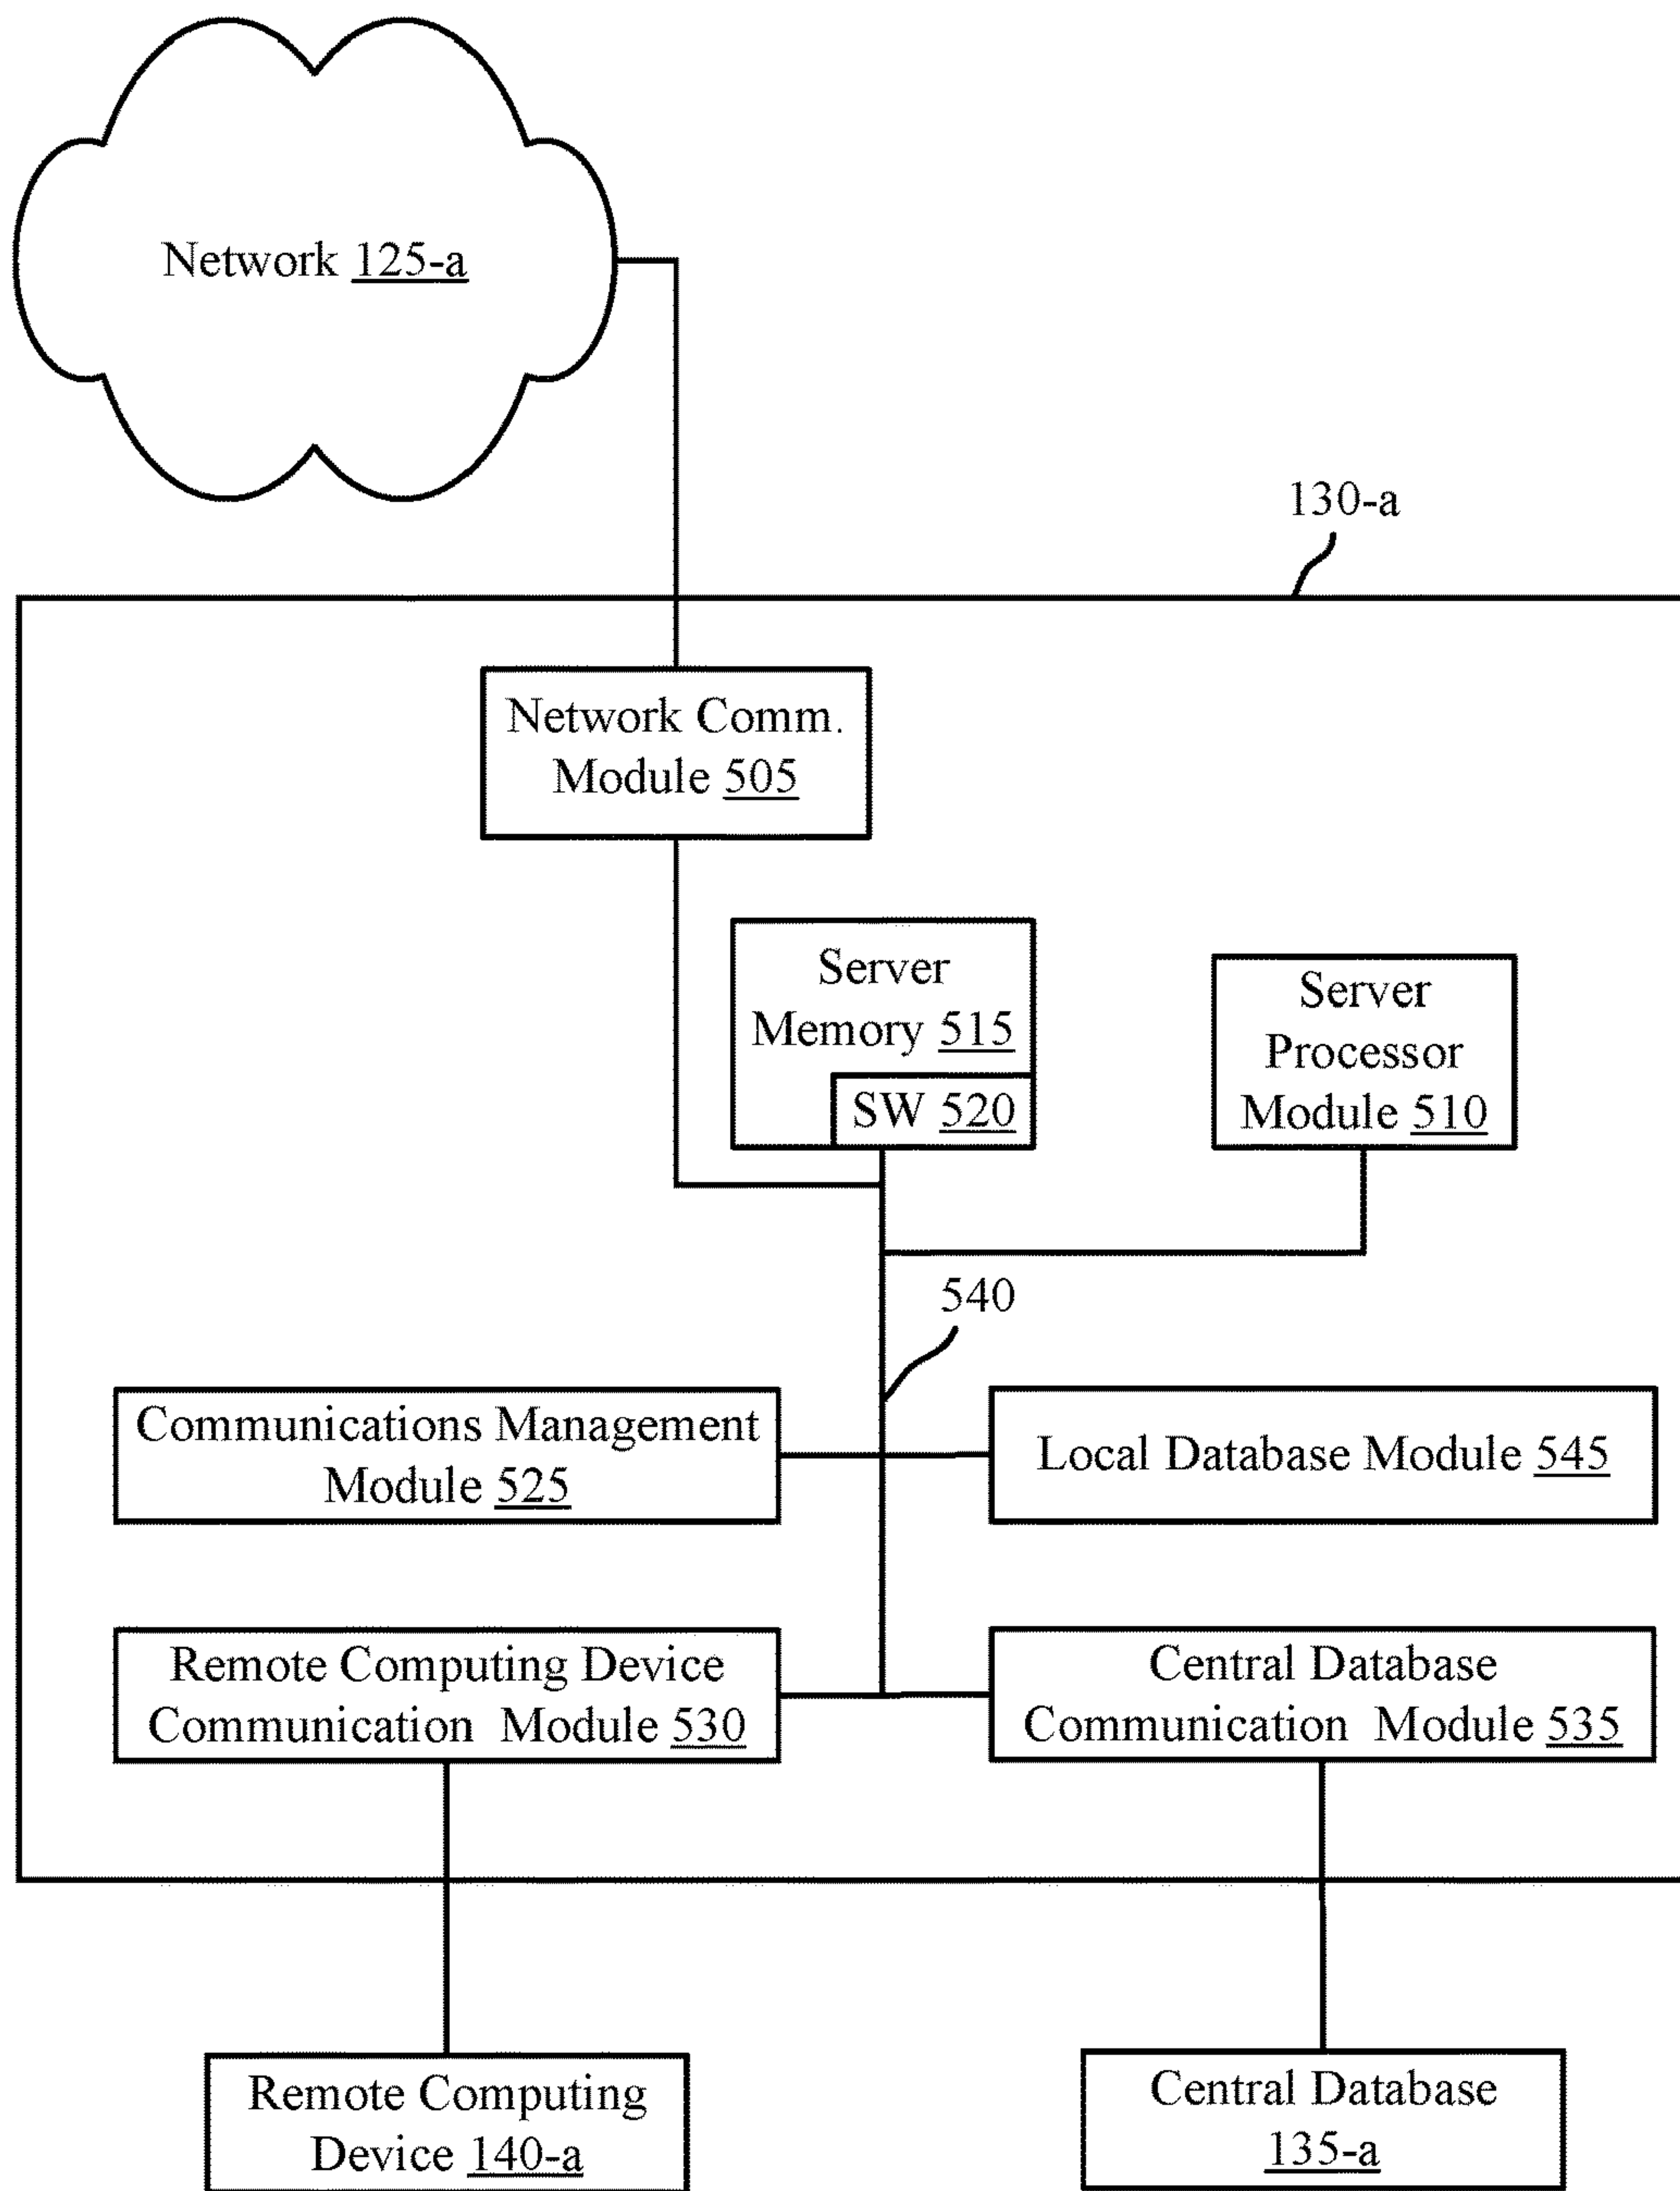 Network 125-a
130-a
Network Comm.
Module 505
Server
Memory 515
SW 520
Server
Processor
Module 510
540
Communications Management
Module 525
Local Database Module 545
Remote Computing Device
Communication Module 530
Central Database
Communication Module 535
Remote Computing
Device 140-a
Central Database
135-a